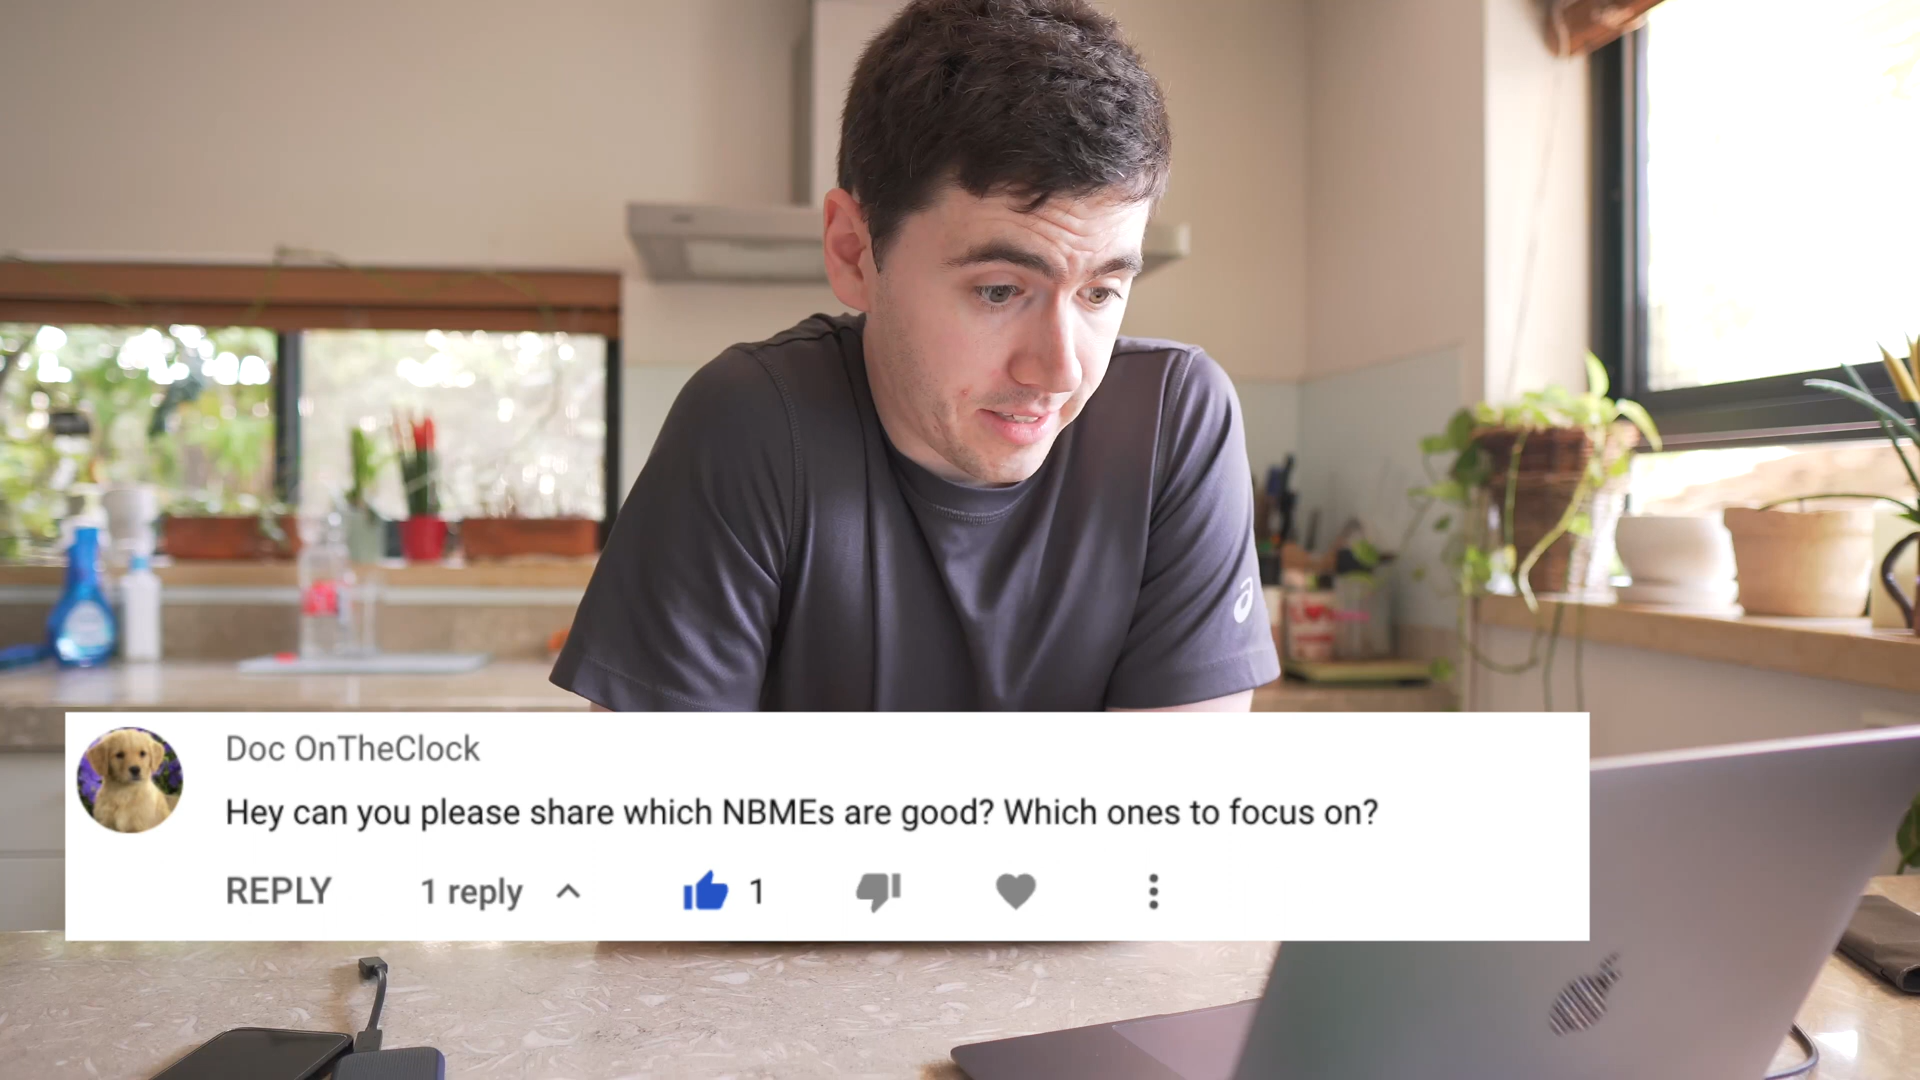 Doc OnTheClock
Hey can you please share which NBMEs are good? Which ones to focus on?
REPLY 1 reply 1